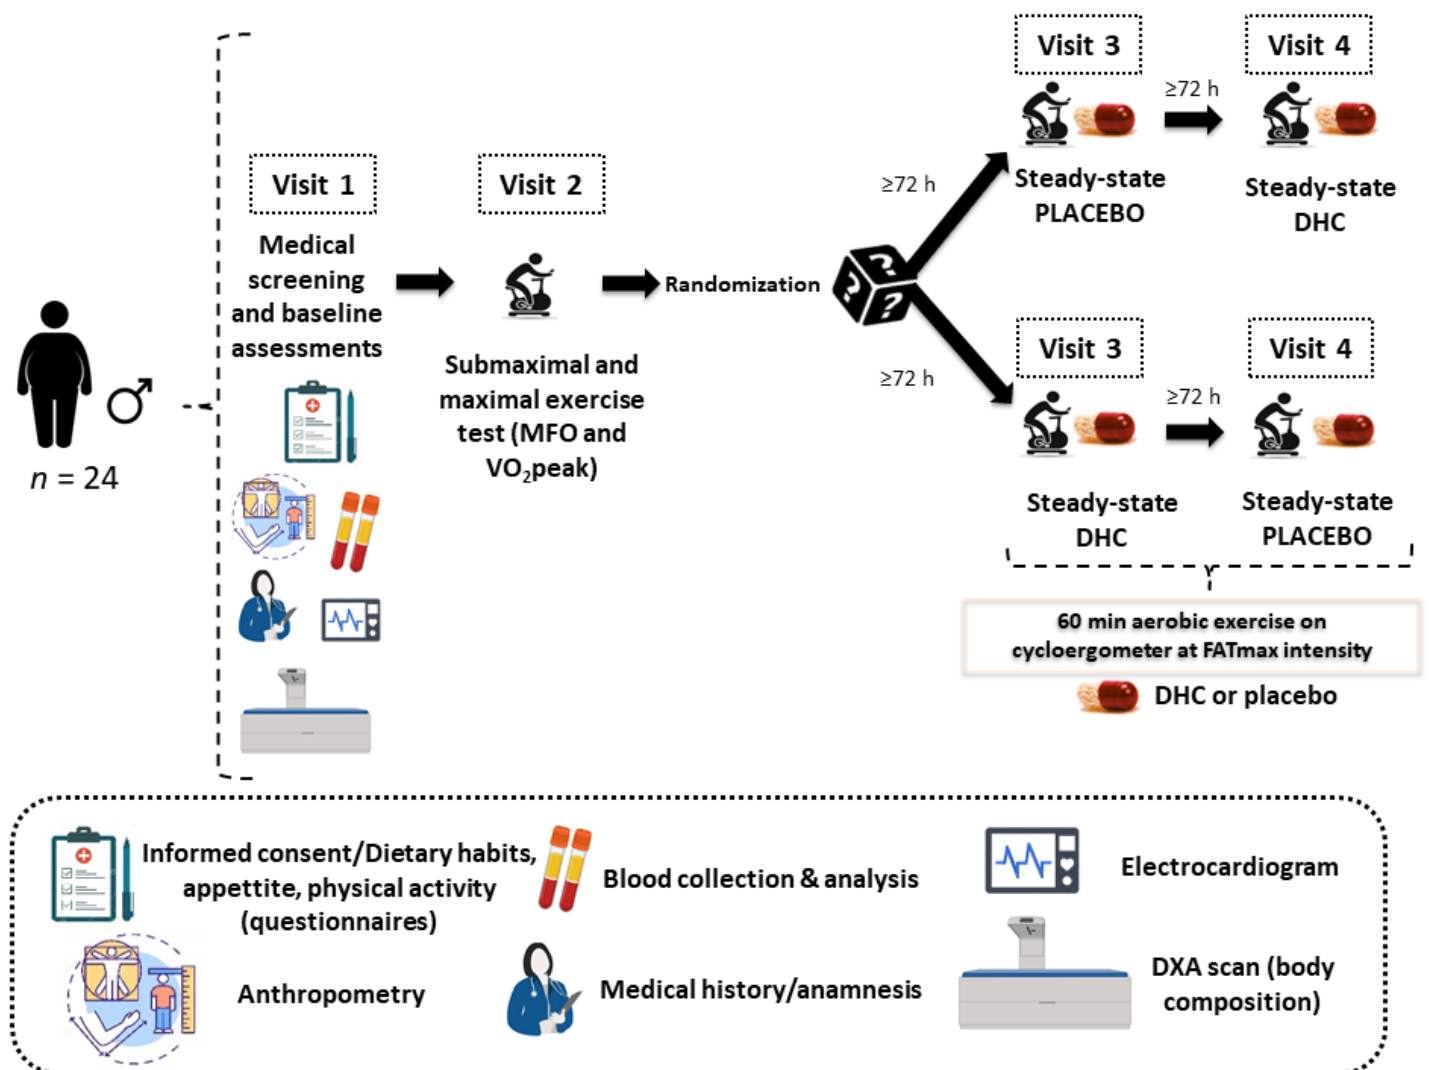 Visit 1
Medical
screening
and baseline
assessments
n = 24
Visit 2
Submaximal and
maximal exercise
test (MFO and
VO₂peak)
Randomization
?
?
?
≥72 h
Visit 3
Steady-state
PLACEBO
≥72 h
Visit 4
Steady-state
DHC
≥72 h
Visit 3
Steady-state
DHC
≥72 h
Visit 4
Steady-state
PLACEBO
60 min aerobic exercise on
cycloergometer at FATmax intensity
DHC or placebo
Informed consent/Dietary habits,
appettite, physical activity
(questionnaires)
Blood collection & analysis
Electrocardiogram
Anthropometry
Medical history/anamnesis
DXA scan (body
composition)